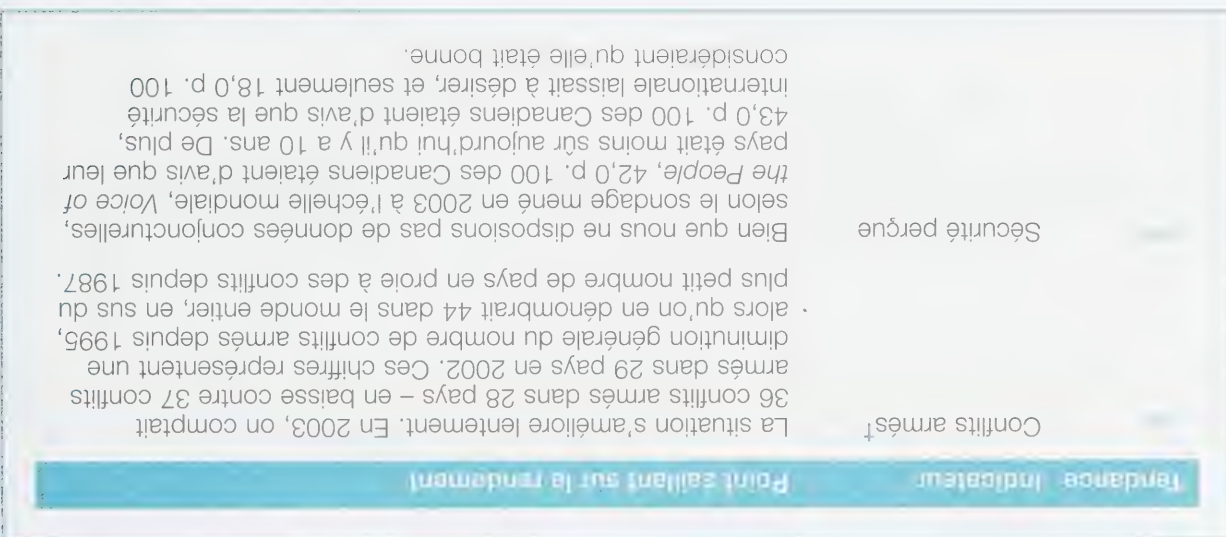 Tendance Indicateur Point saillant sur le rendement
Conflits armés† La situation s'améliore lentement. En 2003, on comptait
36 conflits armés dans 28 pays – en baisse contre 37 conflits
armés dans 29 pays en 2002. Ces chiffres représentent une
diminution générale du nombre de conflits armés depuis 1995,
alors qu'on en dénombrait 44 dans le monde entier, en sus du
plus petit nombre de pays en proie à des conflits depuis 1987.
Sécurité perçue Bien que nous ne disposions pas de données conjoncturelles,
selon le sondage mené en 2003 à l'échelle mondiale, Voice of
the People, 42,0 p. 100 des Canadiens étaient d'avis que leur
pays était moins sûr aujourd'hui qu'il y a 10 ans. De plus,
43,0 p. 100 des Canadiens étaient d'avis que la sécurité
internationale laissait à désirer, et seulement 18,0 p. 100
considéraient qu'elle était bonne.